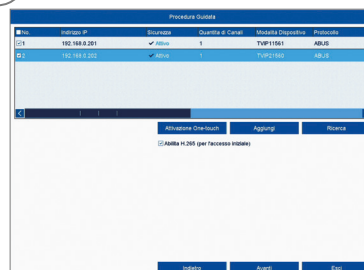 Procedura Guidata
No. Indirizzo IP Sicurezza Quantità di Canali Modalità Dispositivo Protocollo
1 192.168.0.201 Attivo 1 TVIP11561 ABUS
2 192.168.0.202 Attivo 1 TVIP21560 ABUS
Attivazione One-touch Aggiungi Ricerca
Abilita H.265 (per l'accesso iniziale)
Indietro Avanti Esci